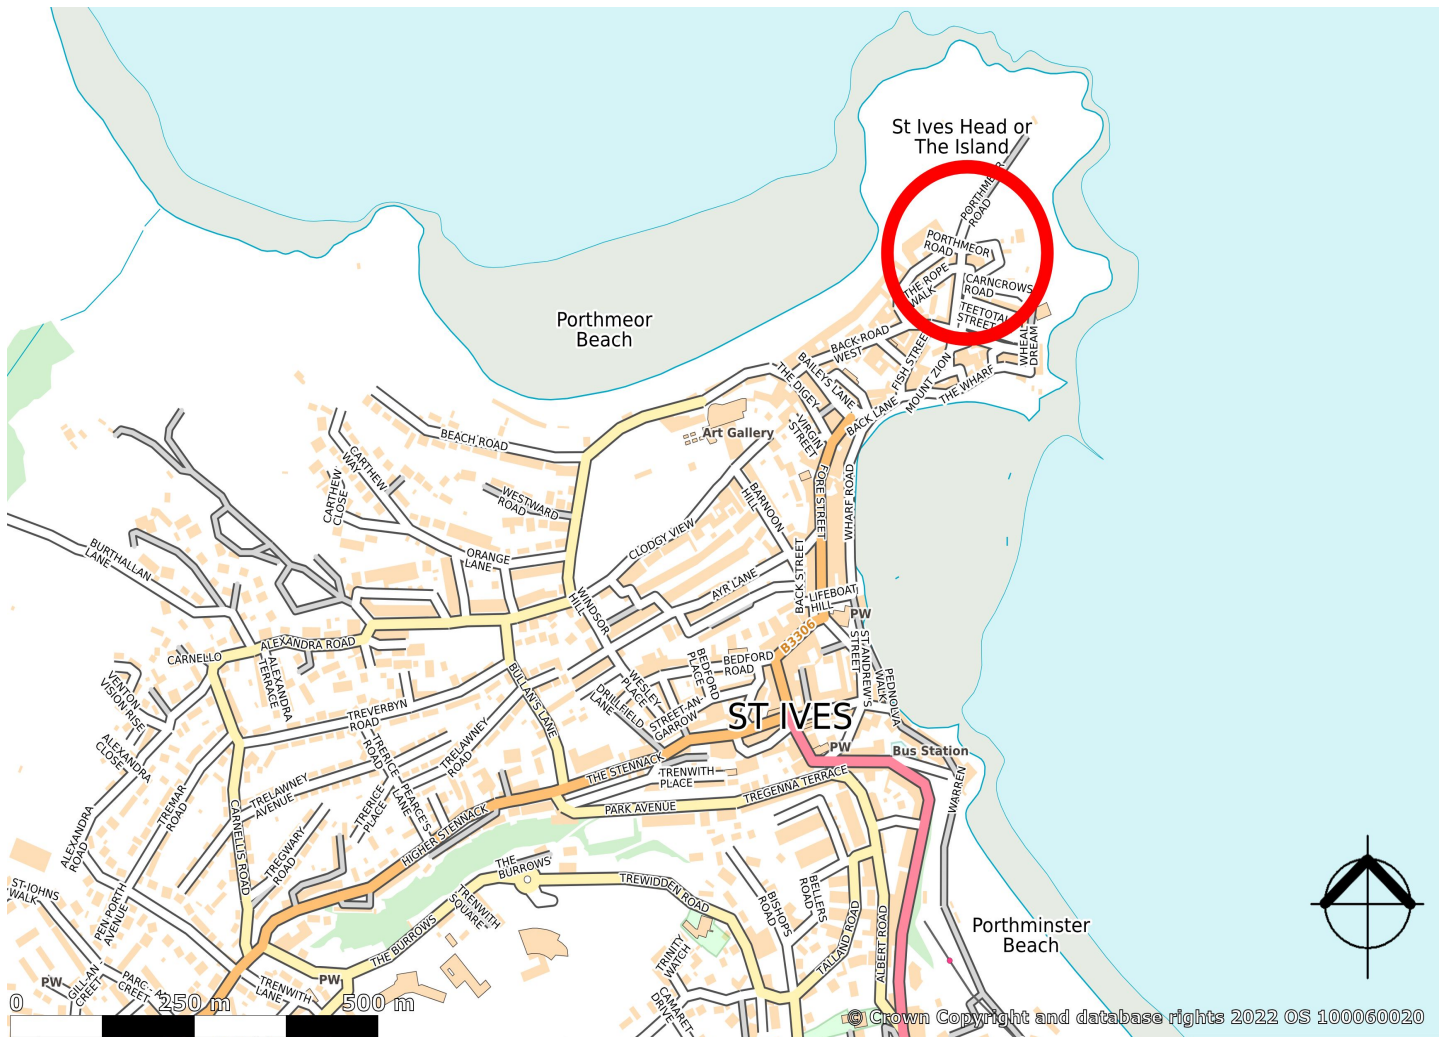 St Ives Head or
The Island
PORTHMEOR
ROAD
PORTHMEOR
ROAD
THE ROPE
WALK
CARNCROWS
ROAD
TEETOTAL
STREET
WHEAL
DREAM
Porthmeor
Beach
BACK ROAD
WEST
FISH STREET
MOUNT ZION
THE WHARF
BAILEYS LANE
THE DIGEY
BACK LANE
VIRGIN
STREET
Art Gallery
BEACH ROAD
CARTHEW
WAY
CARTHEW
CLOSE
WESTWARD
ROAD
FORE STREET
WHARF ROAD
BARNOON
HILL
CLODGY VIEW
ORANGE
LANE
BURTHALLAN
LANE
AYR LANE
BACK STREET
LIFEBOAT
HILL
PW
WINDSOR
HILL
B3306
ST ANDREW'S
STREET
ALEXANDRA ROAD
CARNELLO
ALEXANDRA
TERRACE
VENTON
VISION RISE
BULLANS LANE
BEDFORD
ROAD
BEDFORD
PLACE
WESLEY
PLACE
DRILLFIELD
LANE
STREET-AN-
GARROW
PEDNOLVA
WALK
ST IVES
TREVERBYN
ROAD
TRELAWNEY
ROAD
ALEXANDRA
CLOSE
TRERICE
ROAD
PW
Bus Station
THE STENNACK
TRENWITH
PLACE
TREGENNA TERRACE
WARREN
TRELAWNEY
AVENUE
TREMAR
ROAD
TRERICE
PLACE
PEARCE'S
LANE
PARK AVENUE
ALEXANDRA
ROAD
CARNELLIS ROAD
TREGWARY
ROAD
HIGHER STENNACK
THE
BURROWS
TREWIDDEN ROAD
ST-JOHNS
WALK
PEN-PORTH
AVENUE
TRENWITH
SQUARE
BISHOPS
ROAD
BELLERS
ROAD
TALLAND ROAD
ALBERT ROAD
Porthminster
Beach
THE BURROWS
TRINITY
WATCH
PW
GILL-AN-
CREET
PARC-AN-
CREET
TRENWITH
LANE
PW
CAMARET
DRIVE
0 250 m 500 m
© Crown Copyright and database rights 2022 OS 100060020